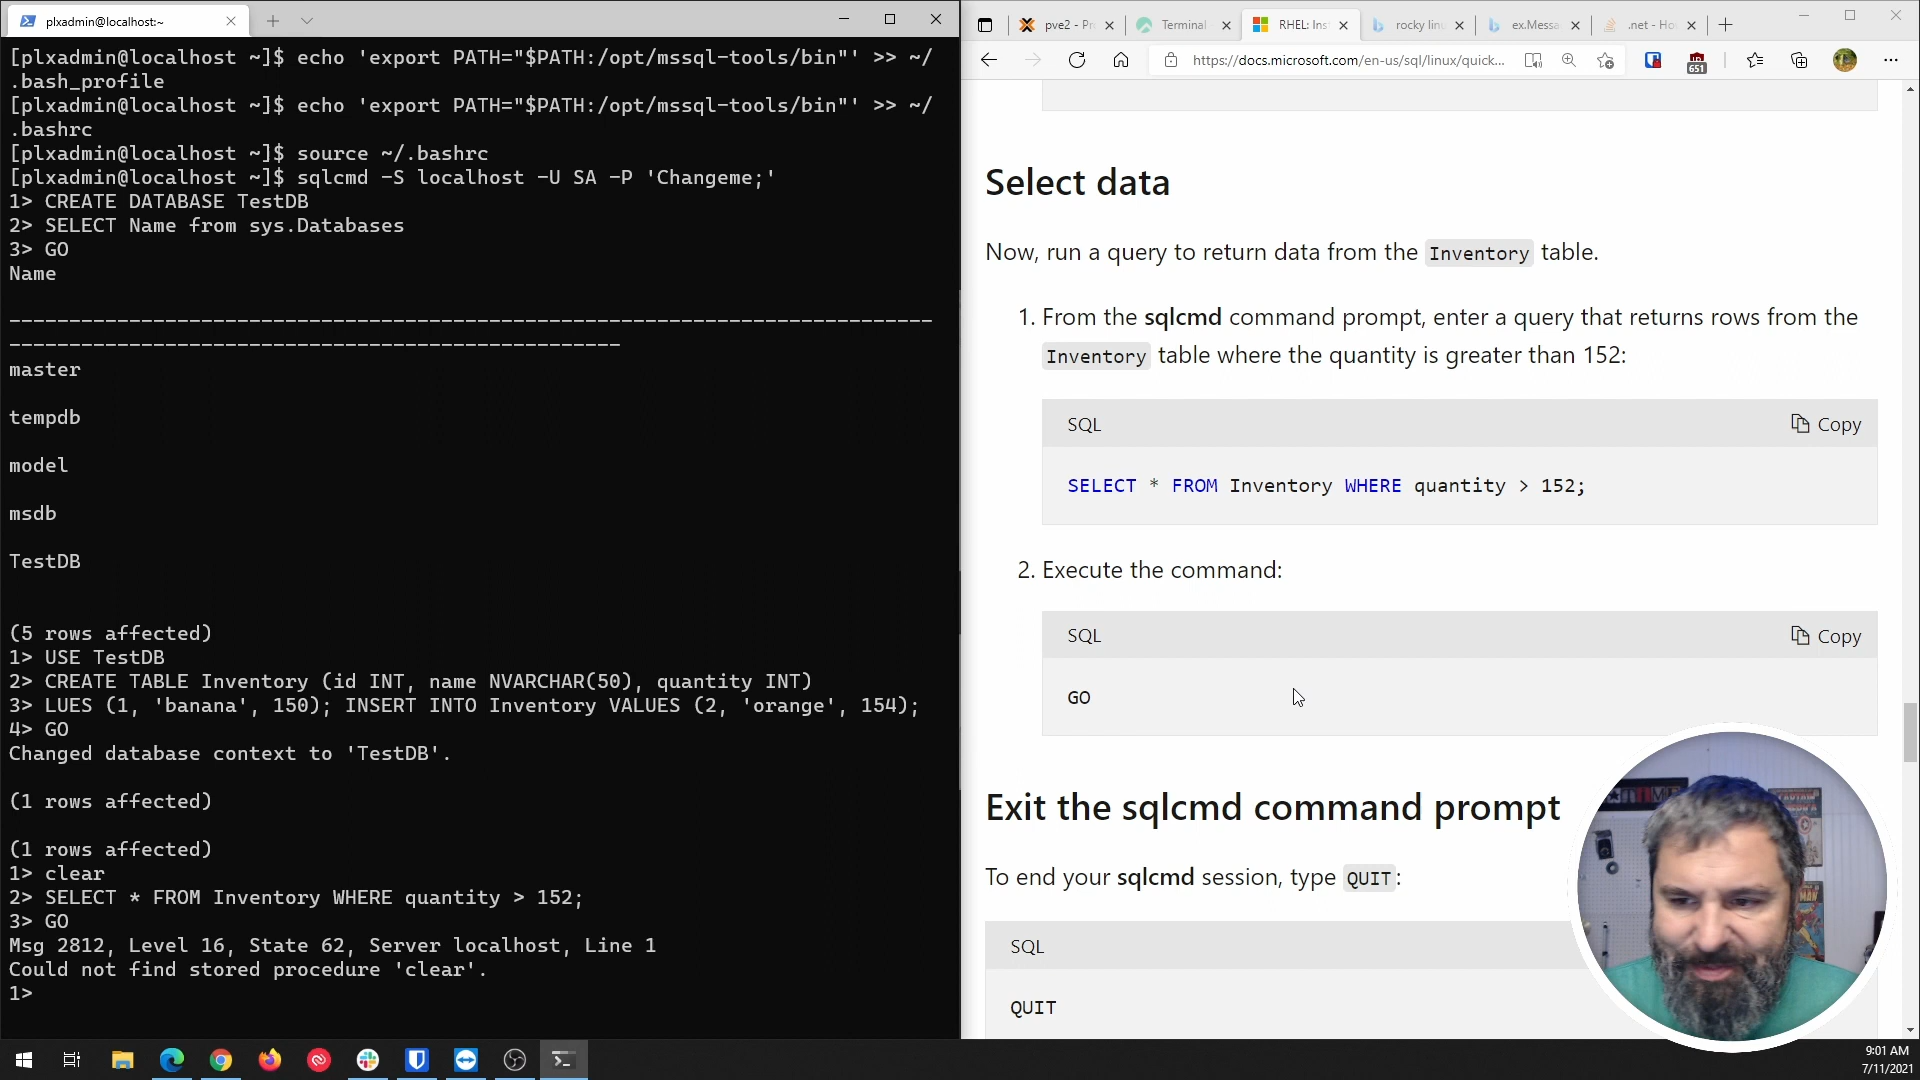 plxadmin@localhost:~
[plxadmin@localhost ~]$ echo 'export PATH="$PATH:/opt/mssql-tools/bin"' >> ~/
.bash_profile
[plxadmin@localhost ~]$ echo 'export PATH="$PATH:/opt/mssql-tools/bin"' >> ~/
.bashrc
[plxadmin@localhost ~]$ source ~/.bashrc
[plxadmin@localhost ~]$ sqlcmd -S localhost -U SA -P 'Changeme;'
1> CREATE DATABASE TestDB
2> SELECT Name from sys.Databases
3> GO
Name
--------------------------------------------------------------------------------
---------------------------------------------------
master
tempdb
model
msdb
TestDB
(5 rows affected)
1> USE TestDB
2> CREATE TABLE Inventory (id INT, name NVARCHAR(50), quantity INT)
3> LUES (1, 'banana', 150); INSERT INTO Inventory VALUES (2, 'orange', 154);
4> GO
Changed database context to 'TestDB'.
(1 rows affected)
(1 rows affected)
1> clear
2> SELECT * FROM Inventory WHERE quantity > 152;
3> GO
Msg 2812, Level 16, State 62, Server localhost, Line 1
Could not find stored procedure 'clear'.
1>
pve2 - Pr
Terminal
RHEL: Ins
rocky linu
ex.Messa
.net - Ho
https://docs.microsoft.com/en-us/sql/linux/quick...
651
Select data
Now, run a query to return data from the Inventory table.
1. From the sqlcmd command prompt, enter a query that returns rows from the
Inventory table where the quantity is greater than 152:
SQL
Copy
SELECT * FROM Inventory WHERE quantity > 152;
2. Execute the command:
SQL
Copy
GO
Exit the sqlcmd command prompt
To end your sqlcmd session, type QUIT:
SQL
QUIT
9:01 AM
7/11/2021